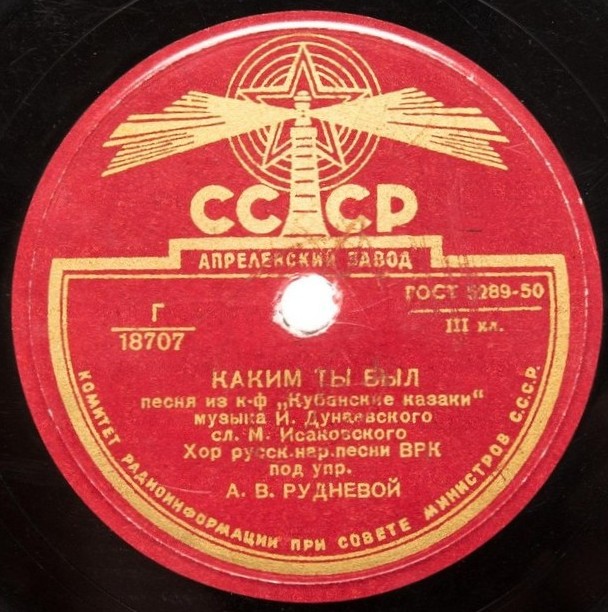 СССР
АПРЕЛЕВСКИЙ ЗАВОД
Г
18707
ГОСТ 5289-50
III кл.
КАКИМ ТЫ БЫЛ
песня из к-ф „Кубанские казаки“
музыка И. Дунаевского
сл. М. Исаковского
Хор русск.нар.песни ВРК
под упр.
А. В. РУДНЕВОЙ
КОМИТЕТ РАДИОИНФОРМАЦИИ ПРИ СОВЕТЕ МИНИСТРОВ С.С.С.Р.